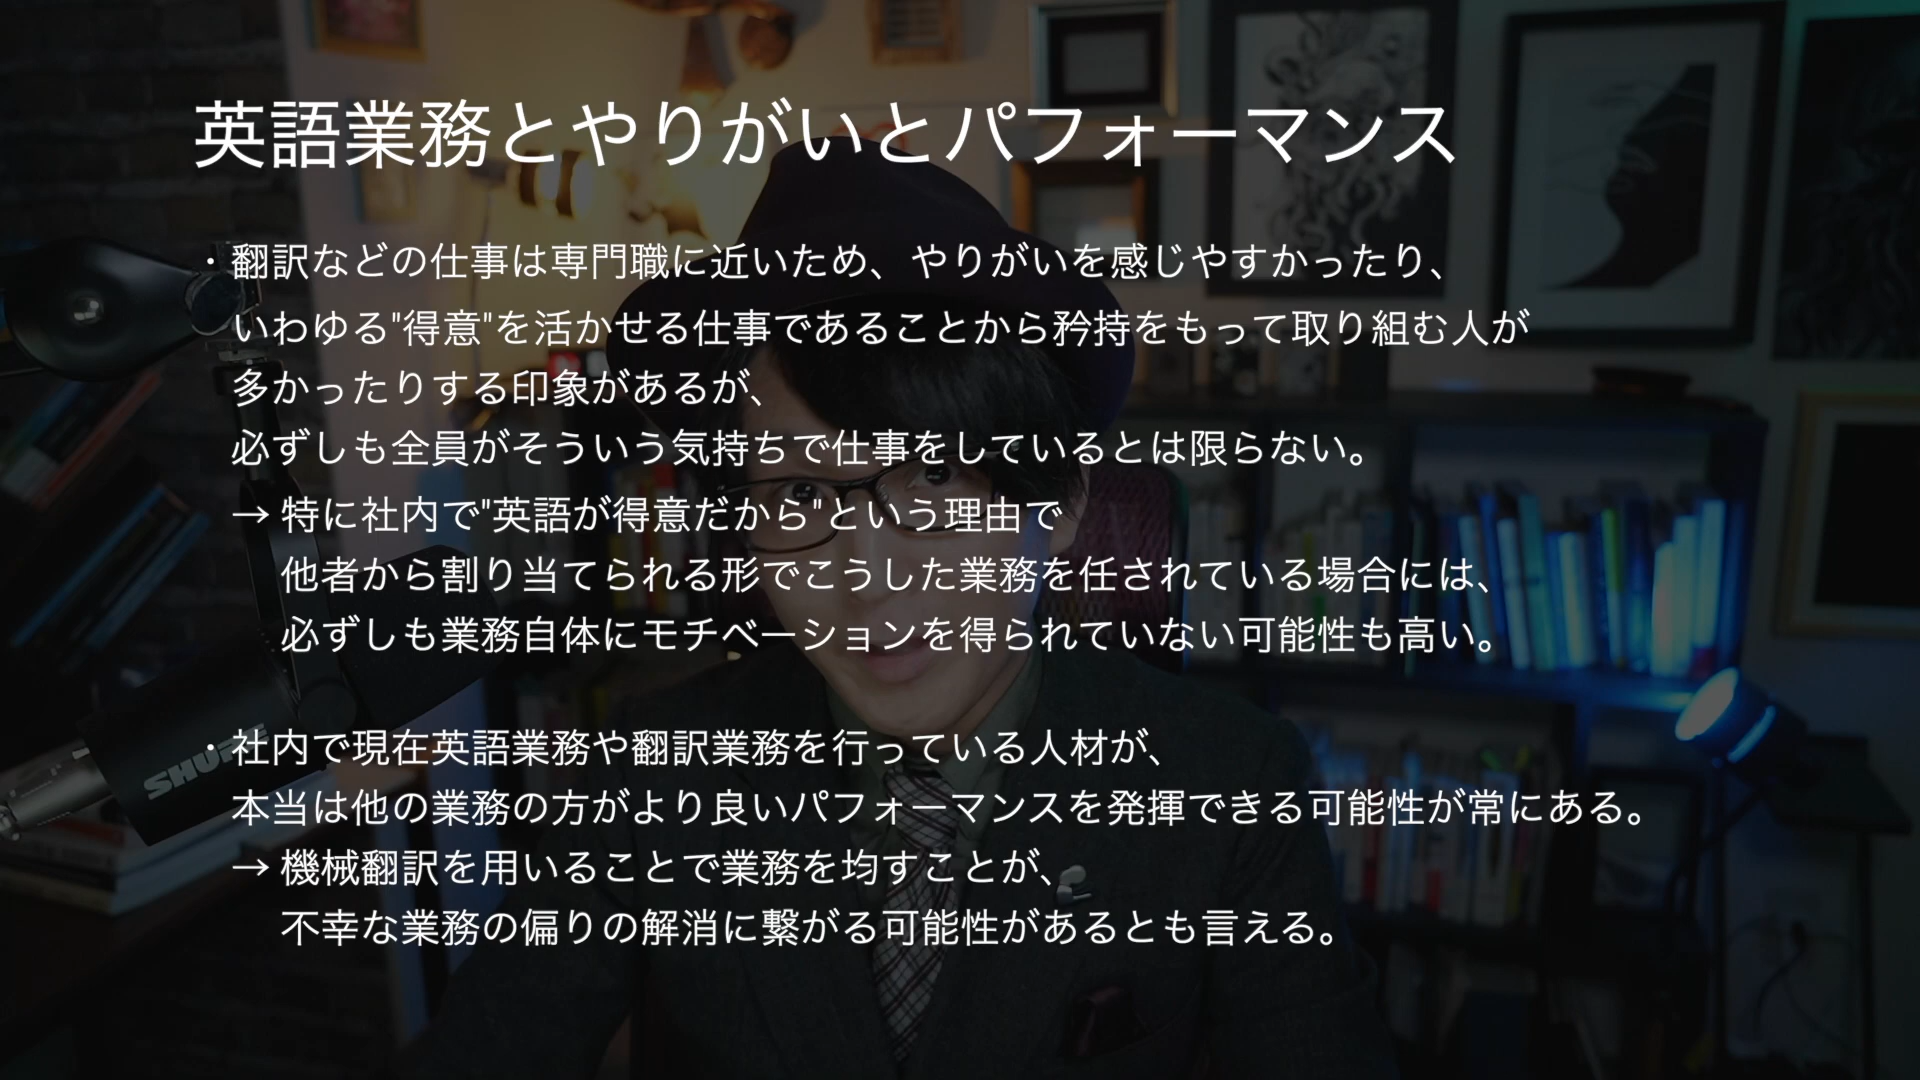 英語業務とやりがいとパフォーマンス
・翻訳などの仕事は専門職に近いため、やりがいを感じやすかったり、
いわゆる"得意"を活かせる仕事であることから矜持をもって取り組む人が
多かったりする印象があるが、
必ずしも全員がそういう気持ちで仕事をしているとは限らない。
→ 特に社内で"英語が得意だから"という理由で
他者から割り当てられる形でこうした業務を任されている場合には、
必ずしも業務自体にモチベーションを得られていない可能性も高い。
・社内で現在英語業務や翻訳業務を行っている人材が、
本当は他の業務の方がより良いパフォーマンスを発揮できる可能性が常にある。
→ 機械翻訳を用いることで業務を均すことが、
不幸な業務の偏りの解消に繋がる可能性があるとも言える。
SHURE